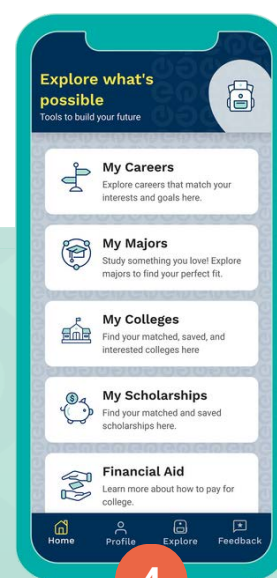 Explore what's
possible
Tools to build your future
My Careers
Explore careers that match your
interests and goals here.
My Majors
Study something you love! Explore
majors to find your perfect fit.
My Colleges
Find your matched, saved, and
interested colleges here
My Scholarships
Find your matched and saved
scholarships here.
Financial Aid
Learn more about how to pay for
college.
Home Profile Explore Feedback